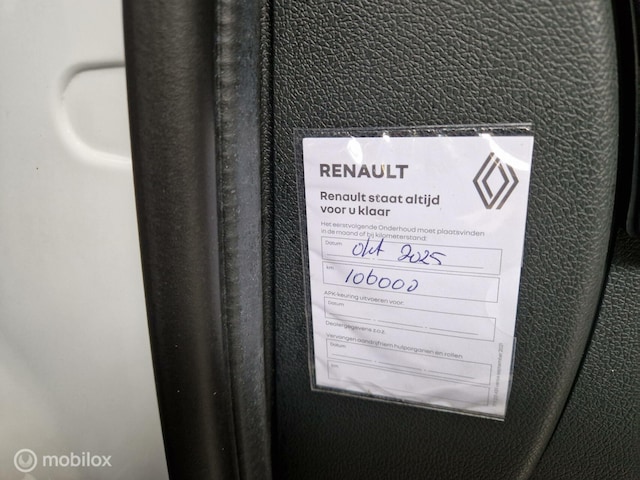 RENAULT
Renault staat altijd
voor u klaar
Het eerstvolgende Onderhoud moet plaatsvinden
in de maand of bij kilometerstand:
Datum
okt 2025
km
106000
APK-keuring uitvoeren voor:
Datum
Dealergegevens z.o.z.
Vervangen aandrijfriem hulporganen en rollen
Datum
km
mobilox